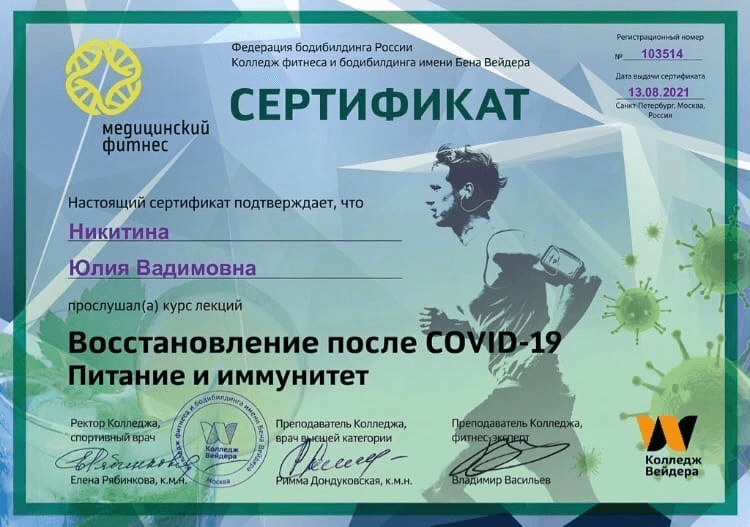 Федерация бодибилдинга России
Колледж фитнеса и бодибилдинга имени Бена Вейдера
СЕРТИФИКАТ
Регистрационный номер
№ 103514
Дата выдачи сертификата
13.08.2021
Санкт-Петербург, Москва,
Россия
медицинский
фитнес
Настоящий сертификат подтверждает, что
Никитина
Юлия Вадимовна
прослушал(а) курс лекций
Восстановление после COVID-19
Питание и иммунитет
Ректор Колледжа,
спортивный врач
Елена Рябинкова, к.м.н.
Колледж фитнеса и бодибилдинга имени Бена Вейдера
Колледж
Вейдера
Москва
Преподаватель Колледжа,
врач высшей категории
Римма Дондуковская, к.м.н.
Преподаватель Колледжа,
фитнес-эксперт
Владимир Васильев
Колледж
Вейдера